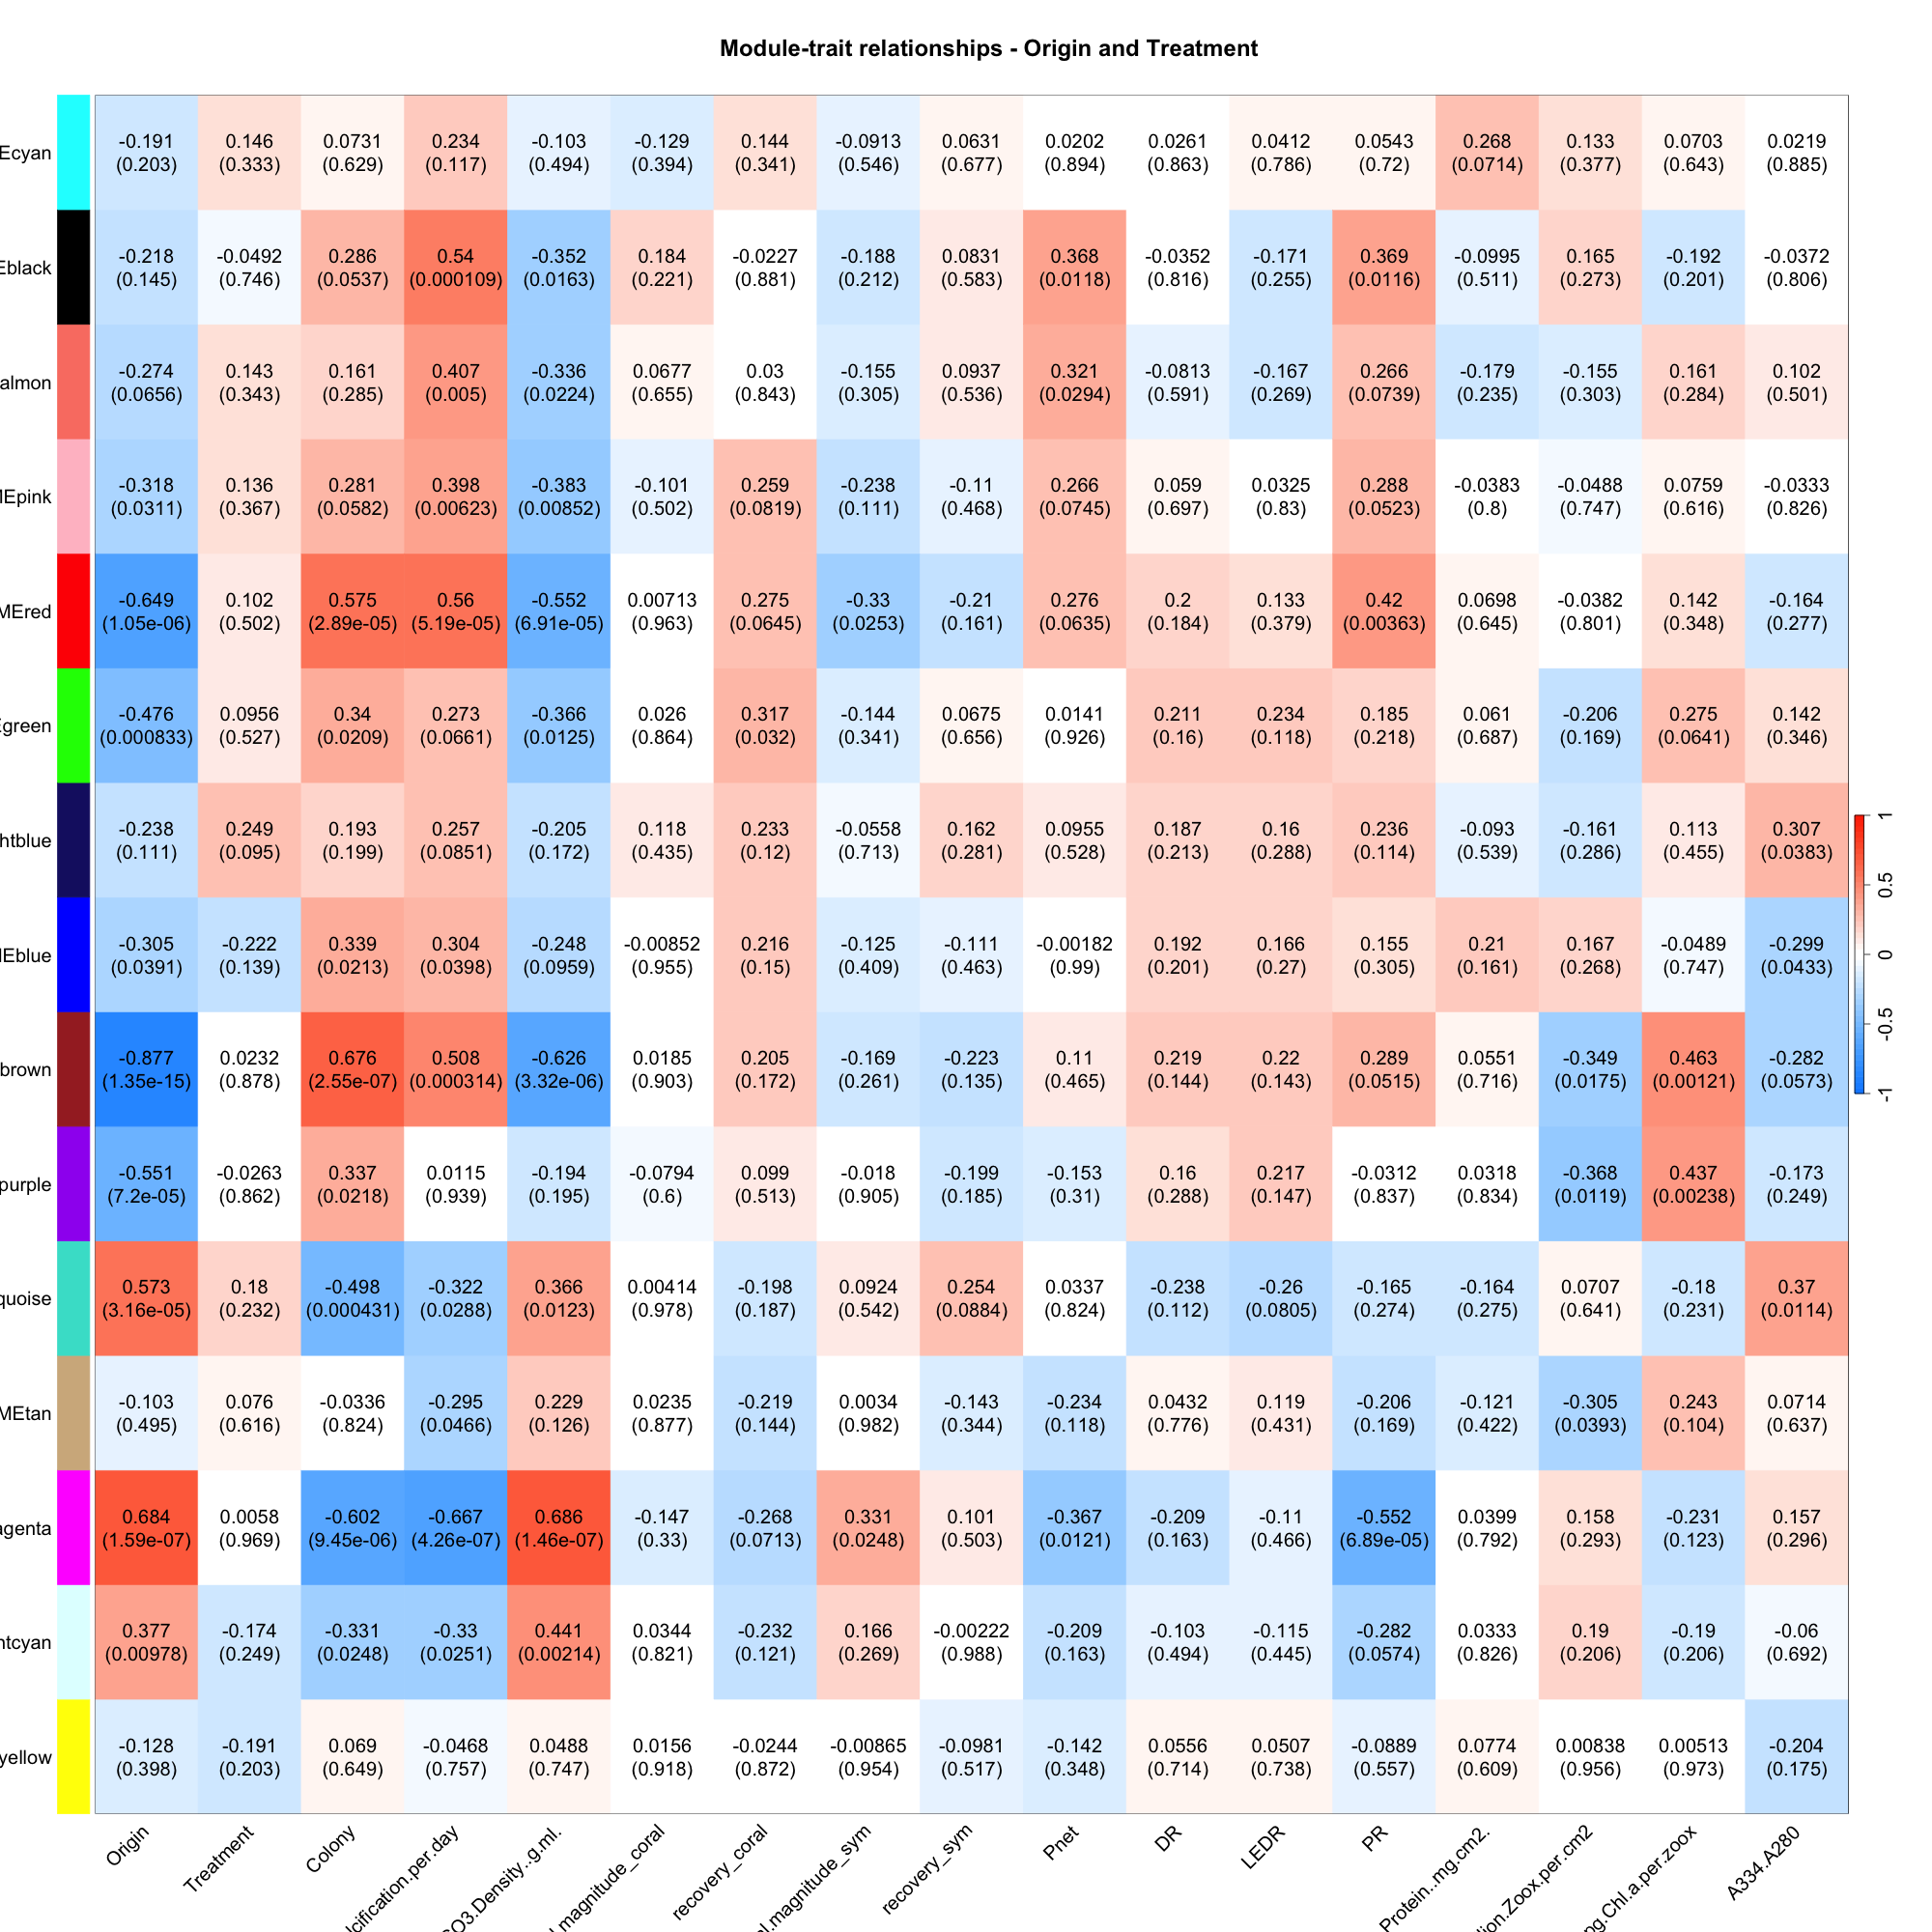 Module-trait relationships - Origin and Treatment
Ecyan -0.191 0.146 0.0731 0.234 -0.103 -0.129 0.144 -0.0913 0.0631 0.0202 0.0261 0.0412 0.0543 0.268 0.133 0.0703 0.0219
(0.203) (0.333) (0.629) (0.117) (0.494) (0.394) (0.341) (0.546) (0.677) (0.894) (0.863) (0.786) (0.72) (0.0714) (0.377) (0.643) (0.885)
Eblack -0.218 -0.0492 0.286 0.54 -0.352 0.184 -0.0227 -0.188 0.0831 0.368 -0.0352 -0.171 0.369 -0.0995 0.165 -0.192 -0.0372
(0.145) (0.746) (0.0537) (0.000109) (0.0163) (0.221) (0.881) (0.212) (0.583) (0.0118) (0.816) (0.255) (0.0116) (0.511) (0.273) (0.201) (0.806)
almon -0.274 0.143 0.161 0.407 -0.336 0.0677 0.03 -0.155 0.0937 0.321 -0.0813 -0.167 0.266 -0.179 -0.155 0.161 0.102
(0.0656) (0.343) (0.285) (0.005) (0.0224) (0.655) (0.843) (0.305) (0.536) (0.0294) (0.591) (0.269) (0.0739) (0.235) (0.303) (0.284) (0.501)
MEpink -0.318 0.136 0.281 0.398 -0.383 -0.101 0.259 -0.238 -0.11 0.266 0.059 0.0325 0.288 -0.0383 -0.0488 0.0759 -0.0333
(0.0311) (0.367) (0.0582) (0.00623) (0.00852) (0.502) (0.0819) (0.111) (0.468) (0.0745) (0.697) (0.83) (0.0523) (0.8) (0.747) (0.616) (0.826)
MEred -0.649 0.102 0.575 0.56 -0.552 0.00713 0.275 -0.33 -0.21 0.276 0.2 0.133 0.42 0.0698 -0.0382 0.142 -0.164
(1.05e-06) (0.502) (2.89e-05) (5.19e-05) (6.91e-05) (0.963) (0.0645) (0.0253) (0.161) (0.0635) (0.184) (0.379) (0.00363) (0.645) (0.801) (0.348) (0.277)
Egreen -0.476 0.0956 0.34 0.273 -0.366 0.026 0.317 -0.144 0.0675 0.0141 0.211 0.234 0.185 0.061 -0.206 0.275 0.142
(0.000833) (0.527) (0.0209) (0.0661) (0.0125) (0.864) (0.032) (0.341) (0.656) (0.926) (0.16) (0.118) (0.218) (0.687) (0.169) (0.0641) (0.346)
htblue -0.238 0.249 0.193 0.257 -0.205 0.118 0.233 -0.0558 0.162 0.0955 0.187 0.16 0.236 -0.093 -0.161 0.113 0.307
(0.111) (0.095) (0.199) (0.0851) (0.172) (0.435) (0.12) (0.713) (0.281) (0.528) (0.213) (0.288) (0.114) (0.539) (0.286) (0.455) (0.0383)
MEblue -0.305 -0.222 0.339 0.304 -0.248 -0.00852 0.216 -0.125 -0.111 -0.00182 0.192 0.166 0.155 0.21 0.167 -0.0489 -0.299
(0.0391) (0.139) (0.0213) (0.0398) (0.0959) (0.955) (0.15) (0.409) (0.463) (0.99) (0.201) (0.27) (0.305) (0.161) (0.268) (0.747) (0.0433)
brown -0.877 0.0232 0.676 0.508 -0.626 0.0185 0.205 -0.169 -0.223 0.11 0.219 0.22 0.289 0.0551 -0.349 0.463 -0.282
(1.35e-15) (0.878) (2.55e-07) (0.000314) (3.32e-06) (0.903) (0.172) (0.261) (0.135) (0.465) (0.144) (0.143) (0.0515) (0.716) (0.0175) (0.00121) (0.0573)
purple -0.551 -0.0263 0.337 0.0115 -0.194 -0.0794 0.099 -0.018 -0.199 -0.153 0.16 0.217 -0.0312 0.0318 -0.368 0.437 -0.173
(7.2e-05) (0.862) (0.0218) (0.939) (0.195) (0.6) (0.513) (0.905) (0.185) (0.31) (0.288) (0.147) (0.837) (0.834) (0.0119) (0.00238) (0.249)
quoise 0.573 0.18 -0.498 -0.322 0.366 0.00414 -0.198 0.0924 0.254 0.0337 -0.238 -0.26 -0.165 -0.164 0.0707 -0.18 0.37
(3.16e-05) (0.232) (0.000431) (0.0288) (0.0123) (0.978) (0.187) (0.542) (0.0884) (0.824) (0.112) (0.0805) (0.274) (0.275) (0.641) (0.231) (0.0114)
MEtan -0.103 0.076 -0.0336 -0.295 0.229 0.0235 -0.219 0.0034 -0.143 -0.234 0.0432 0.119 -0.206 -0.121 -0.305 0.243 0.0714
(0.495) (0.616) (0.824) (0.0466) (0.126) (0.877) (0.144) (0.982) (0.344) (0.118) (0.776) (0.431) (0.169) (0.422) (0.0393) (0.104) (0.637)
agenta 0.684 0.0058 -0.602 -0.667 0.686 -0.147 -0.268 0.331 0.101 -0.367 -0.209 -0.11 -0.552 0.0399 0.158 -0.231 0.157
(1.59e-07) (0.969) (9.45e-06) (4.26e-07) (1.46e-07) (0.33) (0.0713) (0.0248) (0.503) (0.0121) (0.163) (0.466) (6.89e-05) (0.792) (0.293) (0.123) (0.296)
htcyan 0.377 -0.174 -0.331 -0.33 0.441 0.0344 -0.232 0.166 -0.00222 -0.209 -0.103 -0.115 -0.282 0.0333 0.19 -0.19 -0.06
(0.00978) (0.249) (0.0248) (0.0251) (0.00214) (0.821) (0.121) (0.269) (0.988) (0.163) (0.494) (0.445) (0.0574) (0.826) (0.206) (0.206) (0.692)
yellow -0.128 -0.191 0.069 -0.0468 0.0488 0.0156 -0.0244 -0.00865 -0.0981 -0.142 0.0556 0.0507 -0.0889 0.0774 0.00838 0.00513 -0.204
(0.398) (0.203) (0.649) (0.757) (0.747) (0.918) (0.872) (0.954) (0.517) (0.348) (0.714) (0.738) (0.557) (0.609) (0.956) (0.973) (0.175)
1
0.5
0
-0.5
-1
Origin
Treatment
Colony
lcification.per.day
CO3.Density..g.ml.
l.magnitude_coral
recovery_coral
al.magnitude_sym
recovery_sym
Pnet
DR
LEDR
PR
Protein..mg.cm2.
lion.Zoox.per.cm2
pg.Chl.a.per.zoox
A334.A280